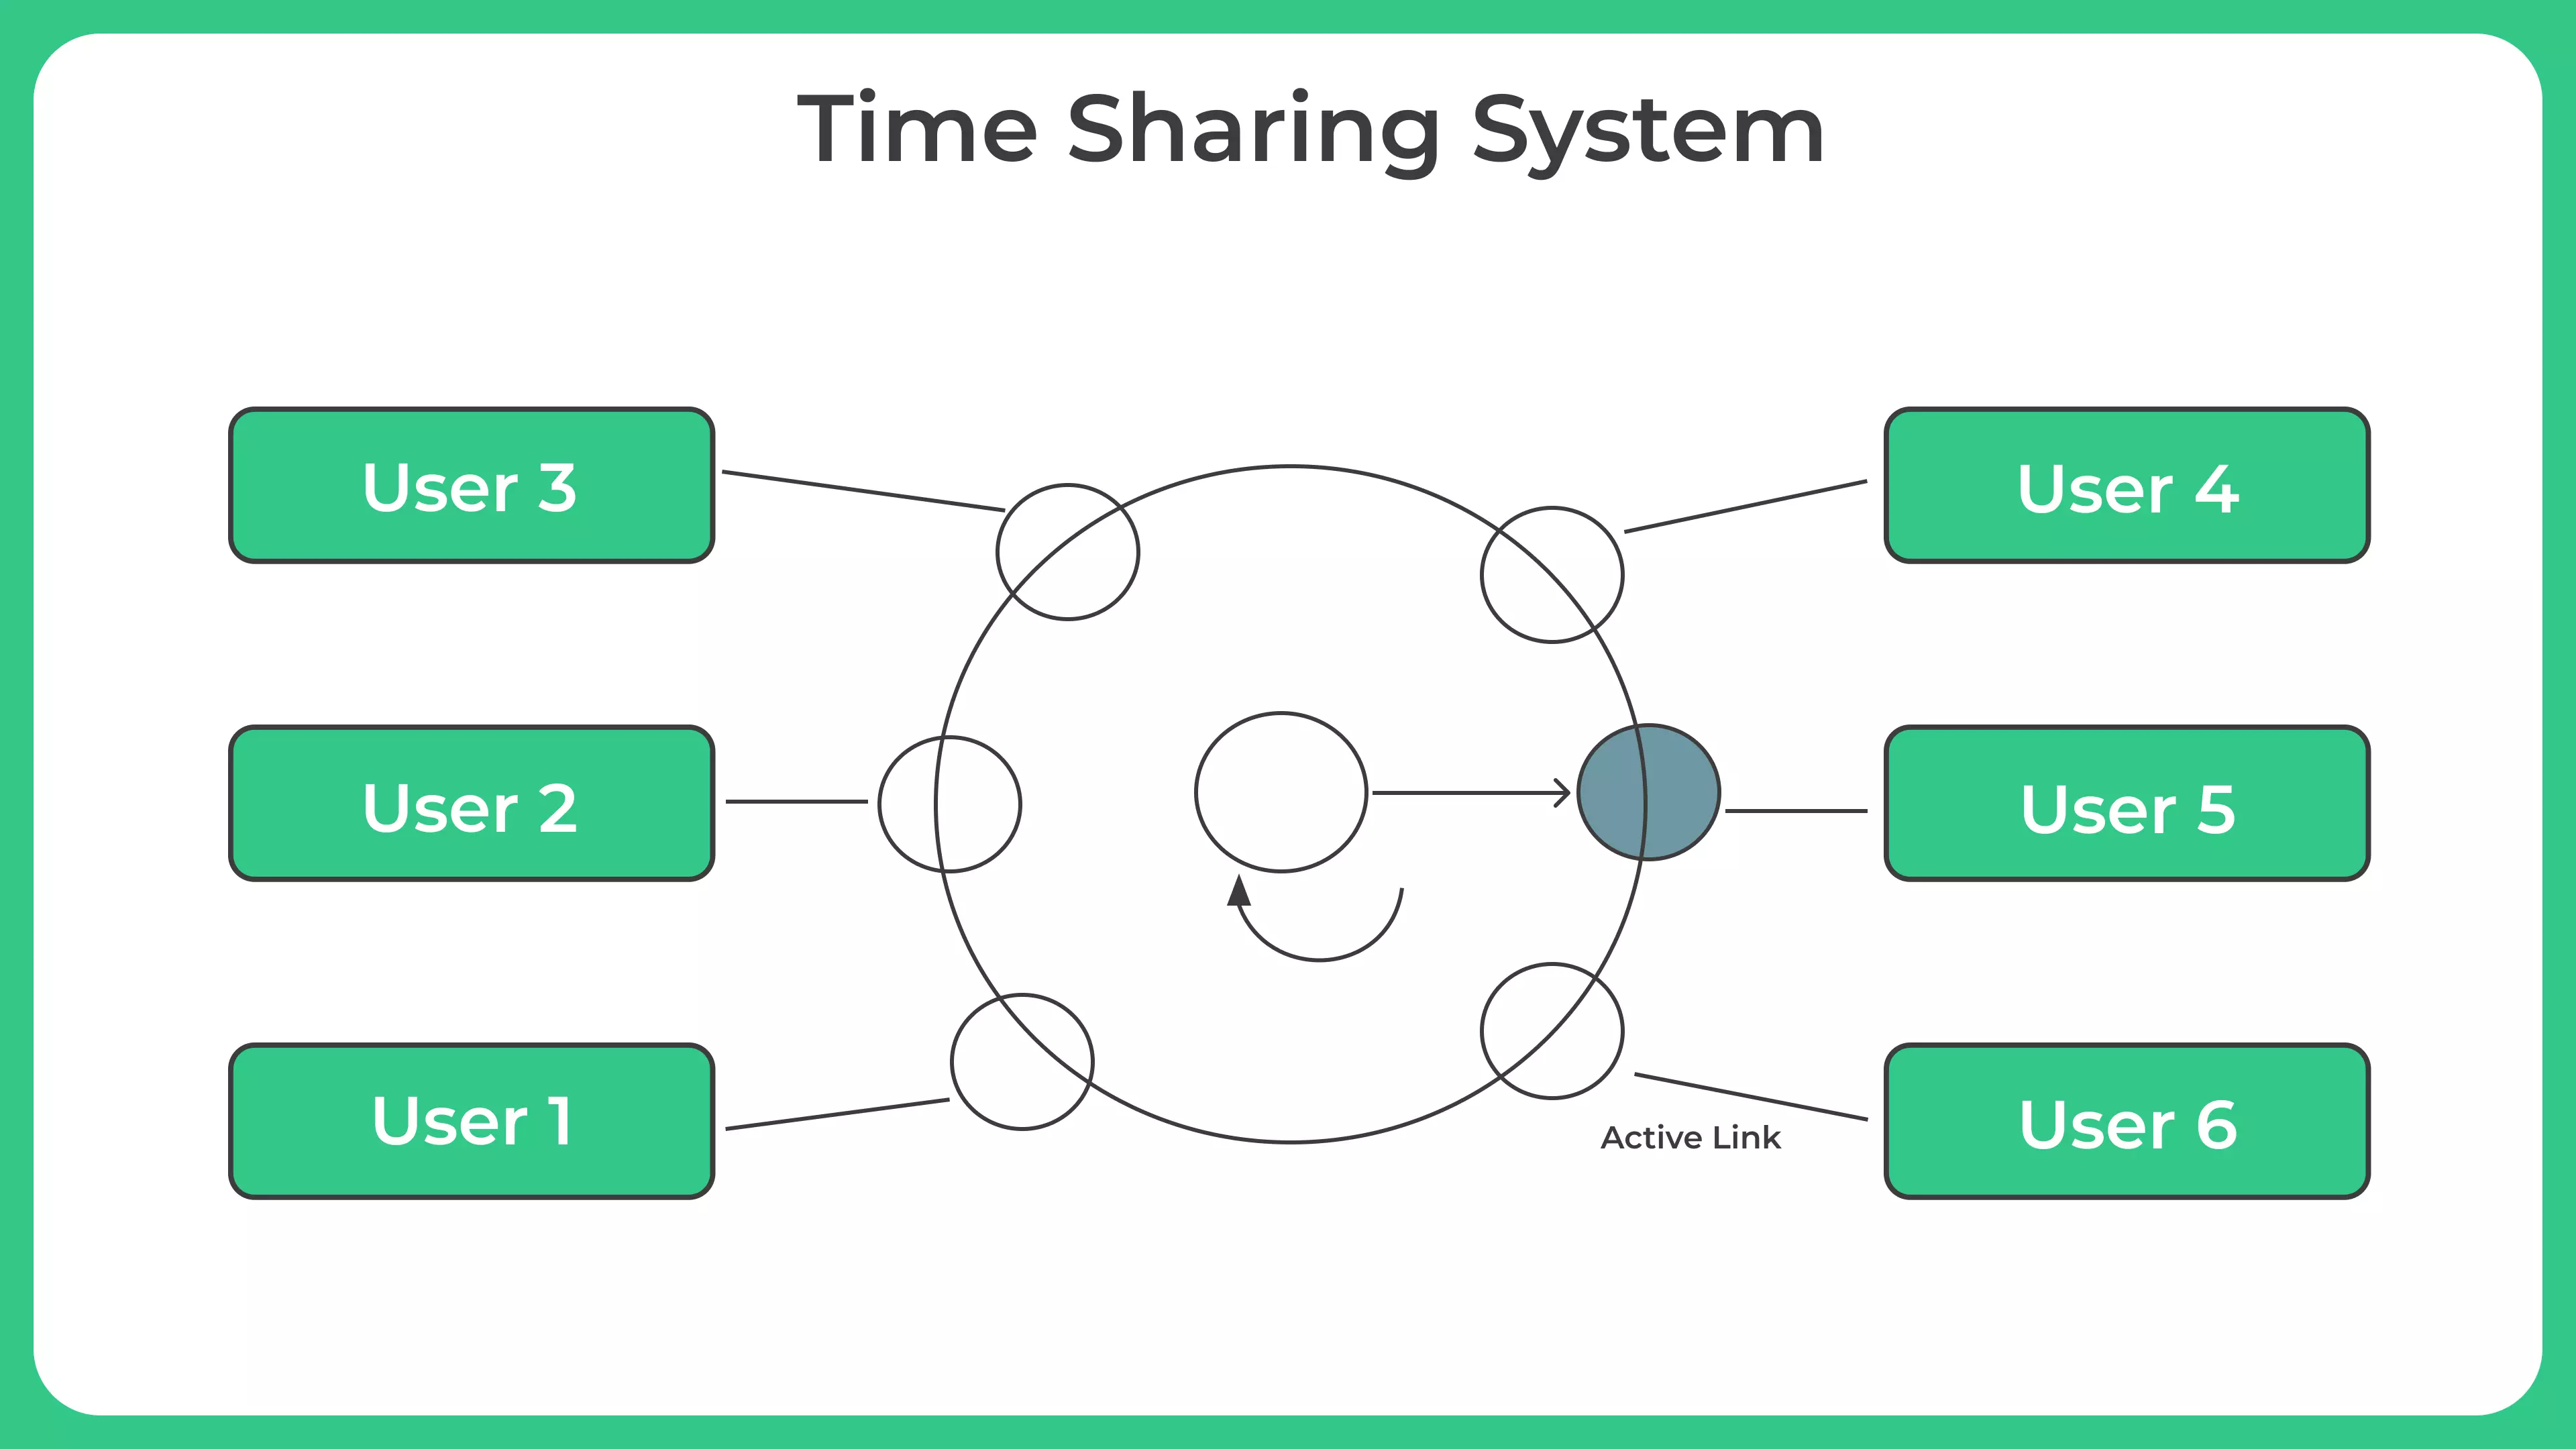 Time Sharing System
User 3
User 4
User 2
User 5
User 1
User 6
Active Link